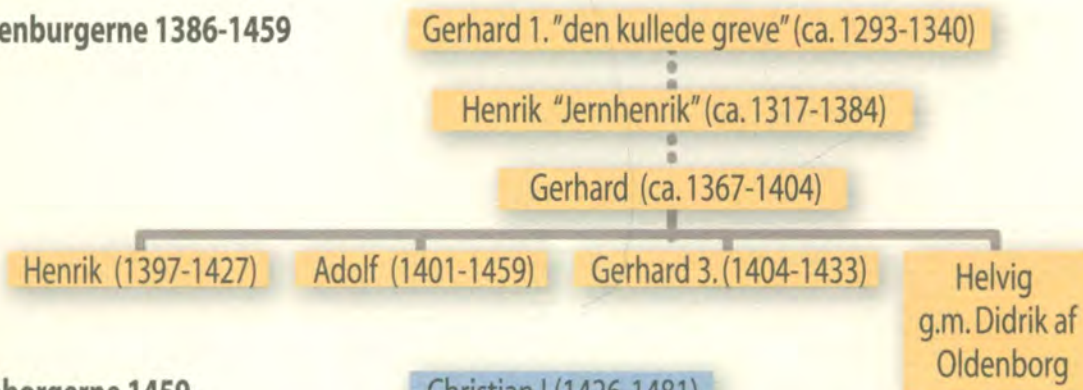 enburgerne 1386-1459
Gerhard 1. "den kullede greve" (ca. 1293-1340)
Henrik "Jernhenrik" (ca. 1317-1384)
Gerhard (ca. 1367-1404)
Henrik (1397-1427) Adolf (1401-1459) Gerhard 3. (1404-1433) Helvig
g.m. Didrik af
Oldenborg
borgerne 1459
Christian I (1426-1481)